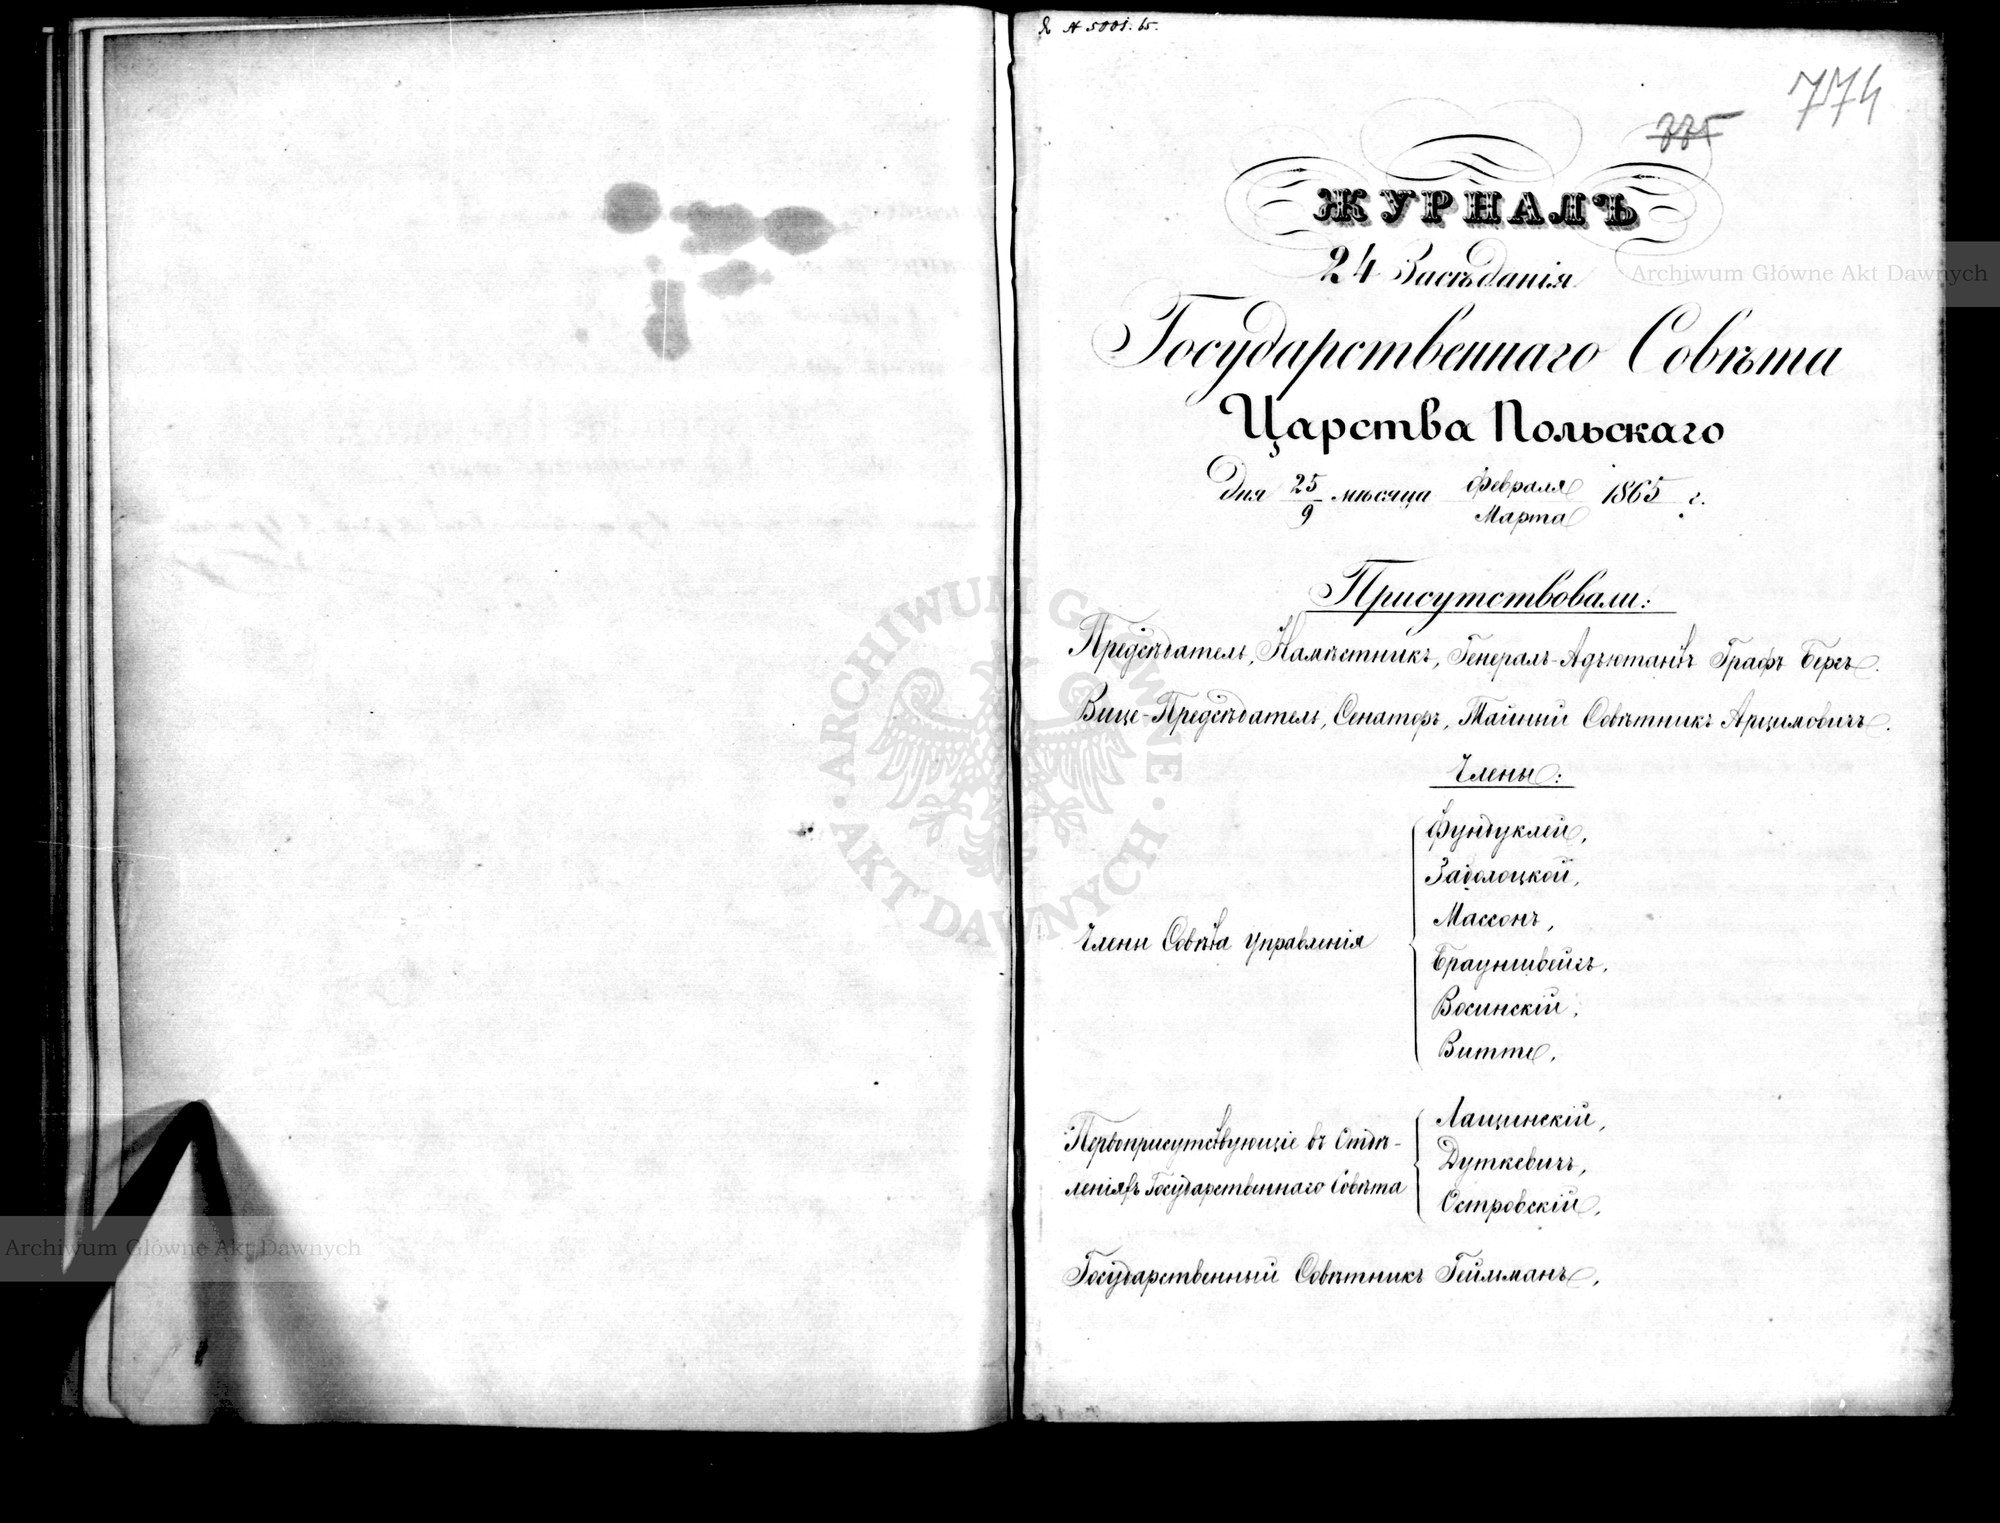 № 5001.65.
774
ЖУРНАЛЪ
24 Засѣданія
Государственнаго Совѣта
Царства Польскаго
Дня 25/9 мѣсяца Февраля/Марта 1865 г.
Присутствовали:
Предсѣдатель, Намѣстникъ, Генералъ-Адъютантъ Графъ Бергъ.
Вице-Предсѣдатель, Сенаторъ, Тайный Совѣтникъ Арцимовичъ.
Члены:
Члены Совѣта Управленія
Фундуклей,
Заболоцкой,
Массонъ,
Брауншвейгъ,
Восинскій,
Витте,
Первоприсутствующіе въ Отдѣ-
леніяхъ Государственнаго Совѣта
Лащинскій,
Дуткевичъ,
Островскій,
Государственный Совѣтникъ Гейльманъ,
Archiwum Główne Akt Dawnych
ARCHIWUM GŁÓWNE AKT DAWNYCH
Archiwum Główne Akt Dawnych